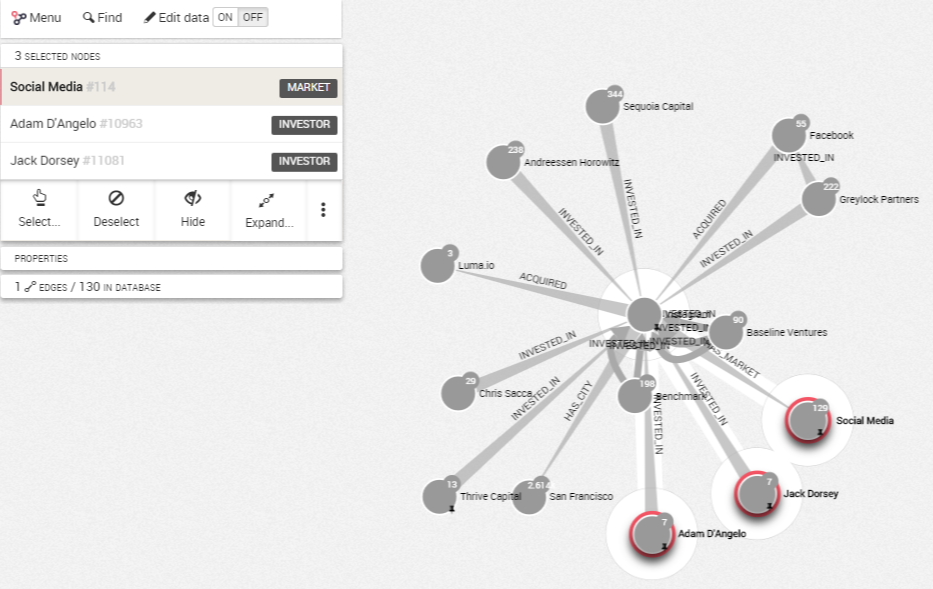 Menu
Find
Edit data
ON
OFF
3 SELECTED NODES
Social Media #114
MARKET
Adam D'Angelo #10963
INVESTOR
Jack Dorsey #11081
INVESTOR
Select...
Deselect
Hide
Expand...
PROPERTIES
1 EDGES / 130 IN DATABASE
344
Sequoia Capital
55
Facebook
238
Andreessen Horowitz
INVESTED_IN
222
Greylock Partners
INVESTED_IN
INVESTED_IN
ACQUIRED
INVESTED_IN
3
Luma.io
ACQUIRED
INVESTED_IN
INVESTED_IN
INVESTED_IN
INVESTED_IN
INVESTED_IN
90
Baseline Ventures
INVESTED_IN
HAS_MARKET
29
Chris Sacca
INVESTED_IN
HAS_CITY
198
Benchmark
INVESTED_IN
INVESTED_IN
129
Social Media
13
Thrive Capital
2,614
San Francisco
7
Jack Dorsey
7
Adam D'Angelo